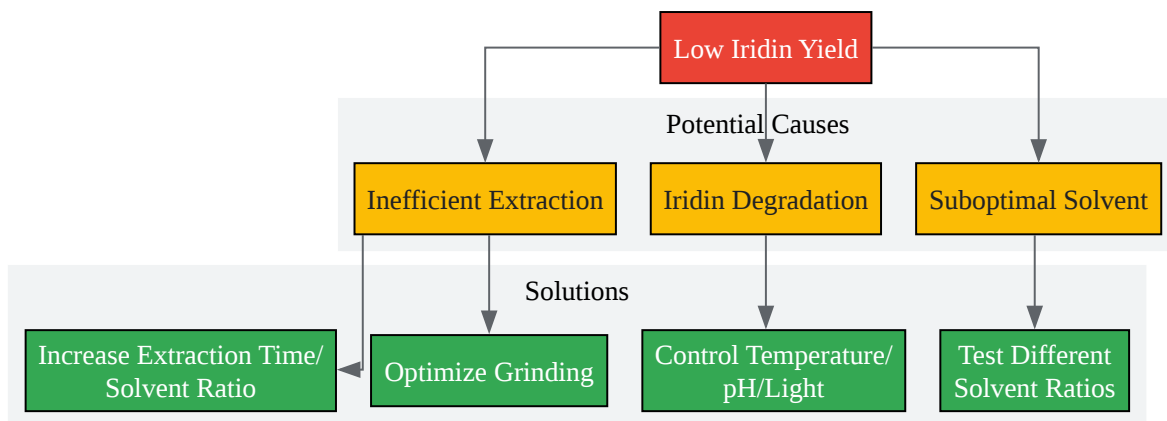 Low Iridin Yield
Potential Causes
Inefficient Extraction
Iridin Degradation
Suboptimal Solvent
Solutions
Increase Extraction Time/
Solvent Ratio
Optimize Grinding
Control Temperature/
pH/Light
Test Different
Solvent Ratios